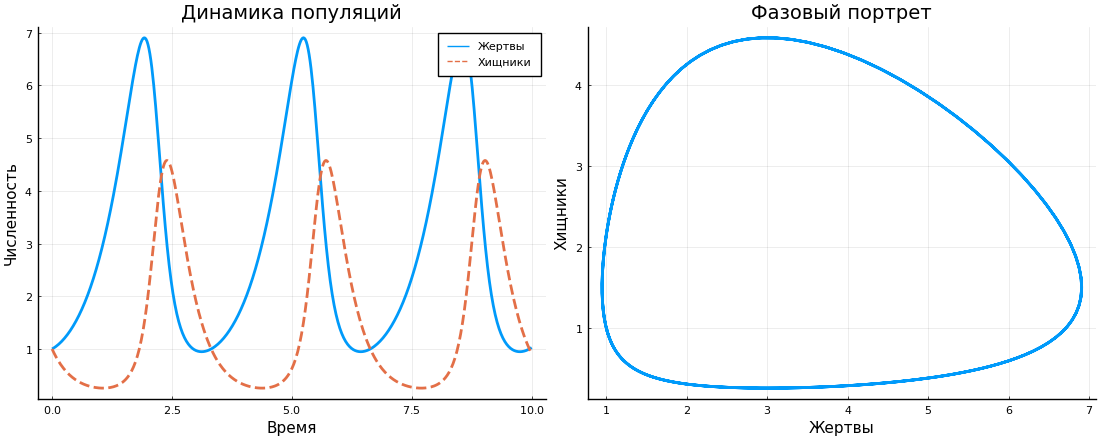 Динамика популяций
Численность
7
6
5
4
3
2
1
0.0
2.5
5.0
7.5
10.0
Время
Жертвы
Хищники
Фазовый портрет
Хищники
4
3
2
1
1
2
3
4
5
6
7
Жертвы